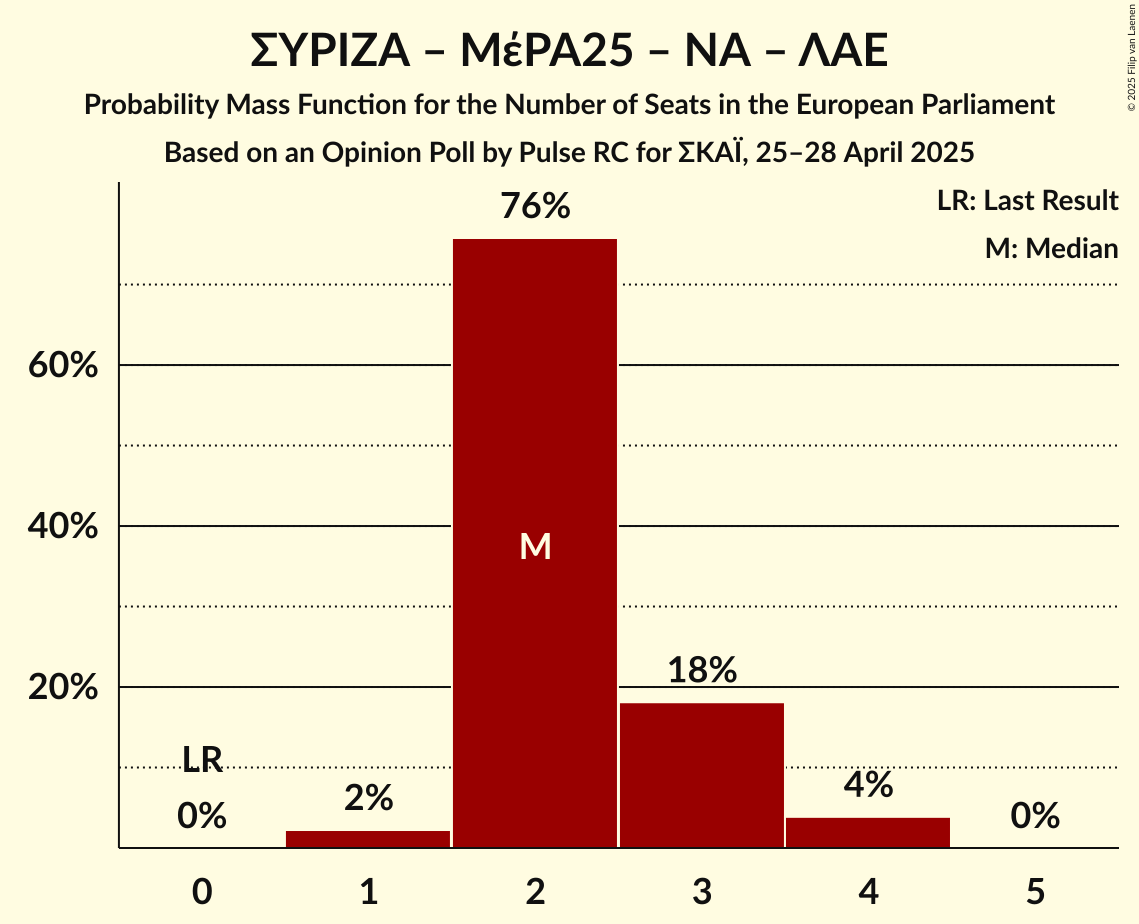 ΣΥΡΙΖΑ – ΜέΡΑ25 – ΝΑ – ΛΑΕ
Probability Mass Function for the Number of Seats in the European Parliament
Based on an Opinion Poll by Pulse RC for ΣΚΑΪ, 25–28 April 2025
© 2025 Filip van Laenen
LR: Last Result
M: Median
76%
60%
40%
M
20%
18%
LR
0%
2%
4%
0%
0 1 2 3 4 5